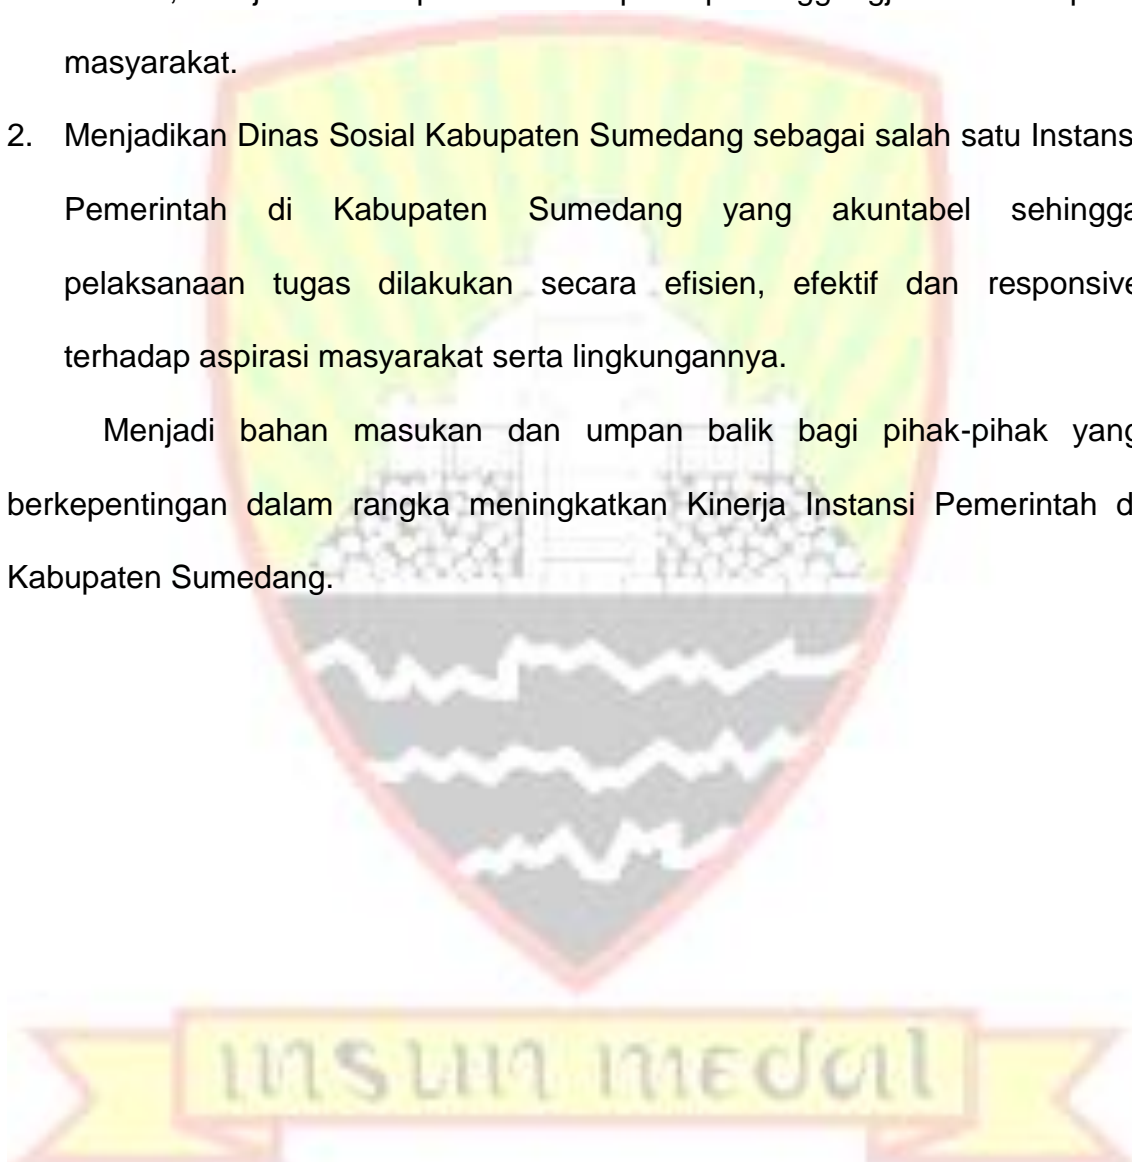 masyarakat.
2. Menjadikan Dinas Sosial Kabupaten Sumedang sebagai salah satu Instans
Pemerintah di Kabupaten Sumedang yang akuntabel sehingga
pelaksanaan tugas dilakukan secara efisien, efektif dan responsive
terhadap aspirasi masyarakat serta lingkungannya.
Menjadi bahan masukan dan umpan balik bagi pihak-pihak yang
berkepentingan dalam rangka meningkatkan Kinerja Instansi Pemerintah d
Kabupaten Sumedang.
insun medal